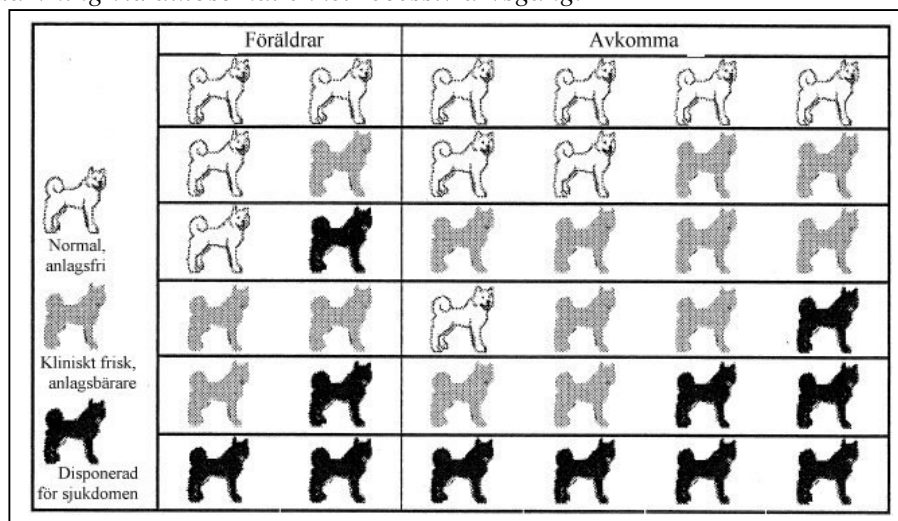 Föräldrar
Avkomma
Normal,
anlagsfri
Kliniskt frisk,
anlagsbärare
Disponerad
för sjukdomen